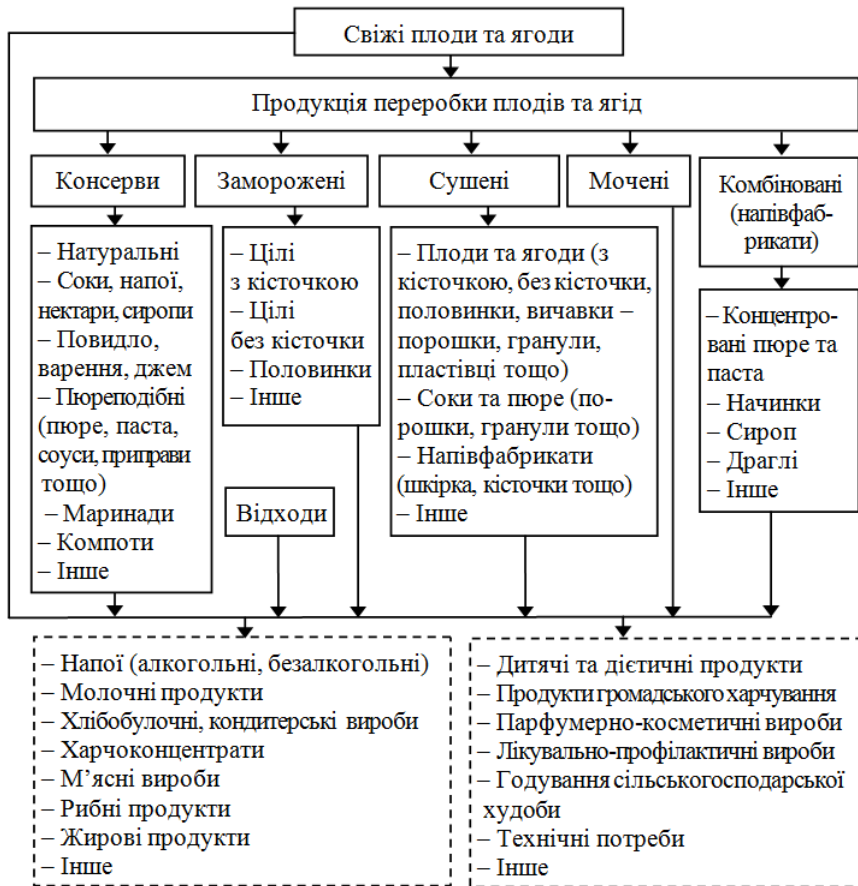 Свіжі плоди та ягоди
Продукція переробки плодів та ягід
Консерви
Заморожені
Сушені
Мочені
Комбіновані
(напівфаб-
рикати)
– Натуральні
– Соки, напої,
нектари, сиропи
– Повидло,
варення, джем
– Пюреподібні
(пюре, паста,
соуси, приправи
тощо)
– Маринади
– Компоти
– Інше
– Цілі
з кісточкою
– Цілі
без кісточки
– Половинки
– Інше
Відходи
– Плоди та ягоди (з
кісточкою, без кісточки,
половинки, вичавки –
порошки, гранули,
пластівці тощо)
– Соки та пюре (по-
рошки, гранули тощо)
– Напівфабрикати
(шкірка, кісточки тощо)
– Інше
– Концентро-
вані пюре та
паста
– Начинки
– Сироп
– Драглі
– Інше
– Напої (алкогольні, безалкогольні)
– Молочні продукти
– Хлібобулочні, кондитерські вироби
– Харчоконцентрати
– М’ясні вироби
– Рибні продукти
– Жирові продукти
– Інше
– Дитячі та дієтичні продукти
– Продукти громадського харчування
– Парфумерно-косметичні вироби
– Лікувально-профілактичні вироби
– Годування сільськогосподарської
худоби
– Технічні потреби
– Інше